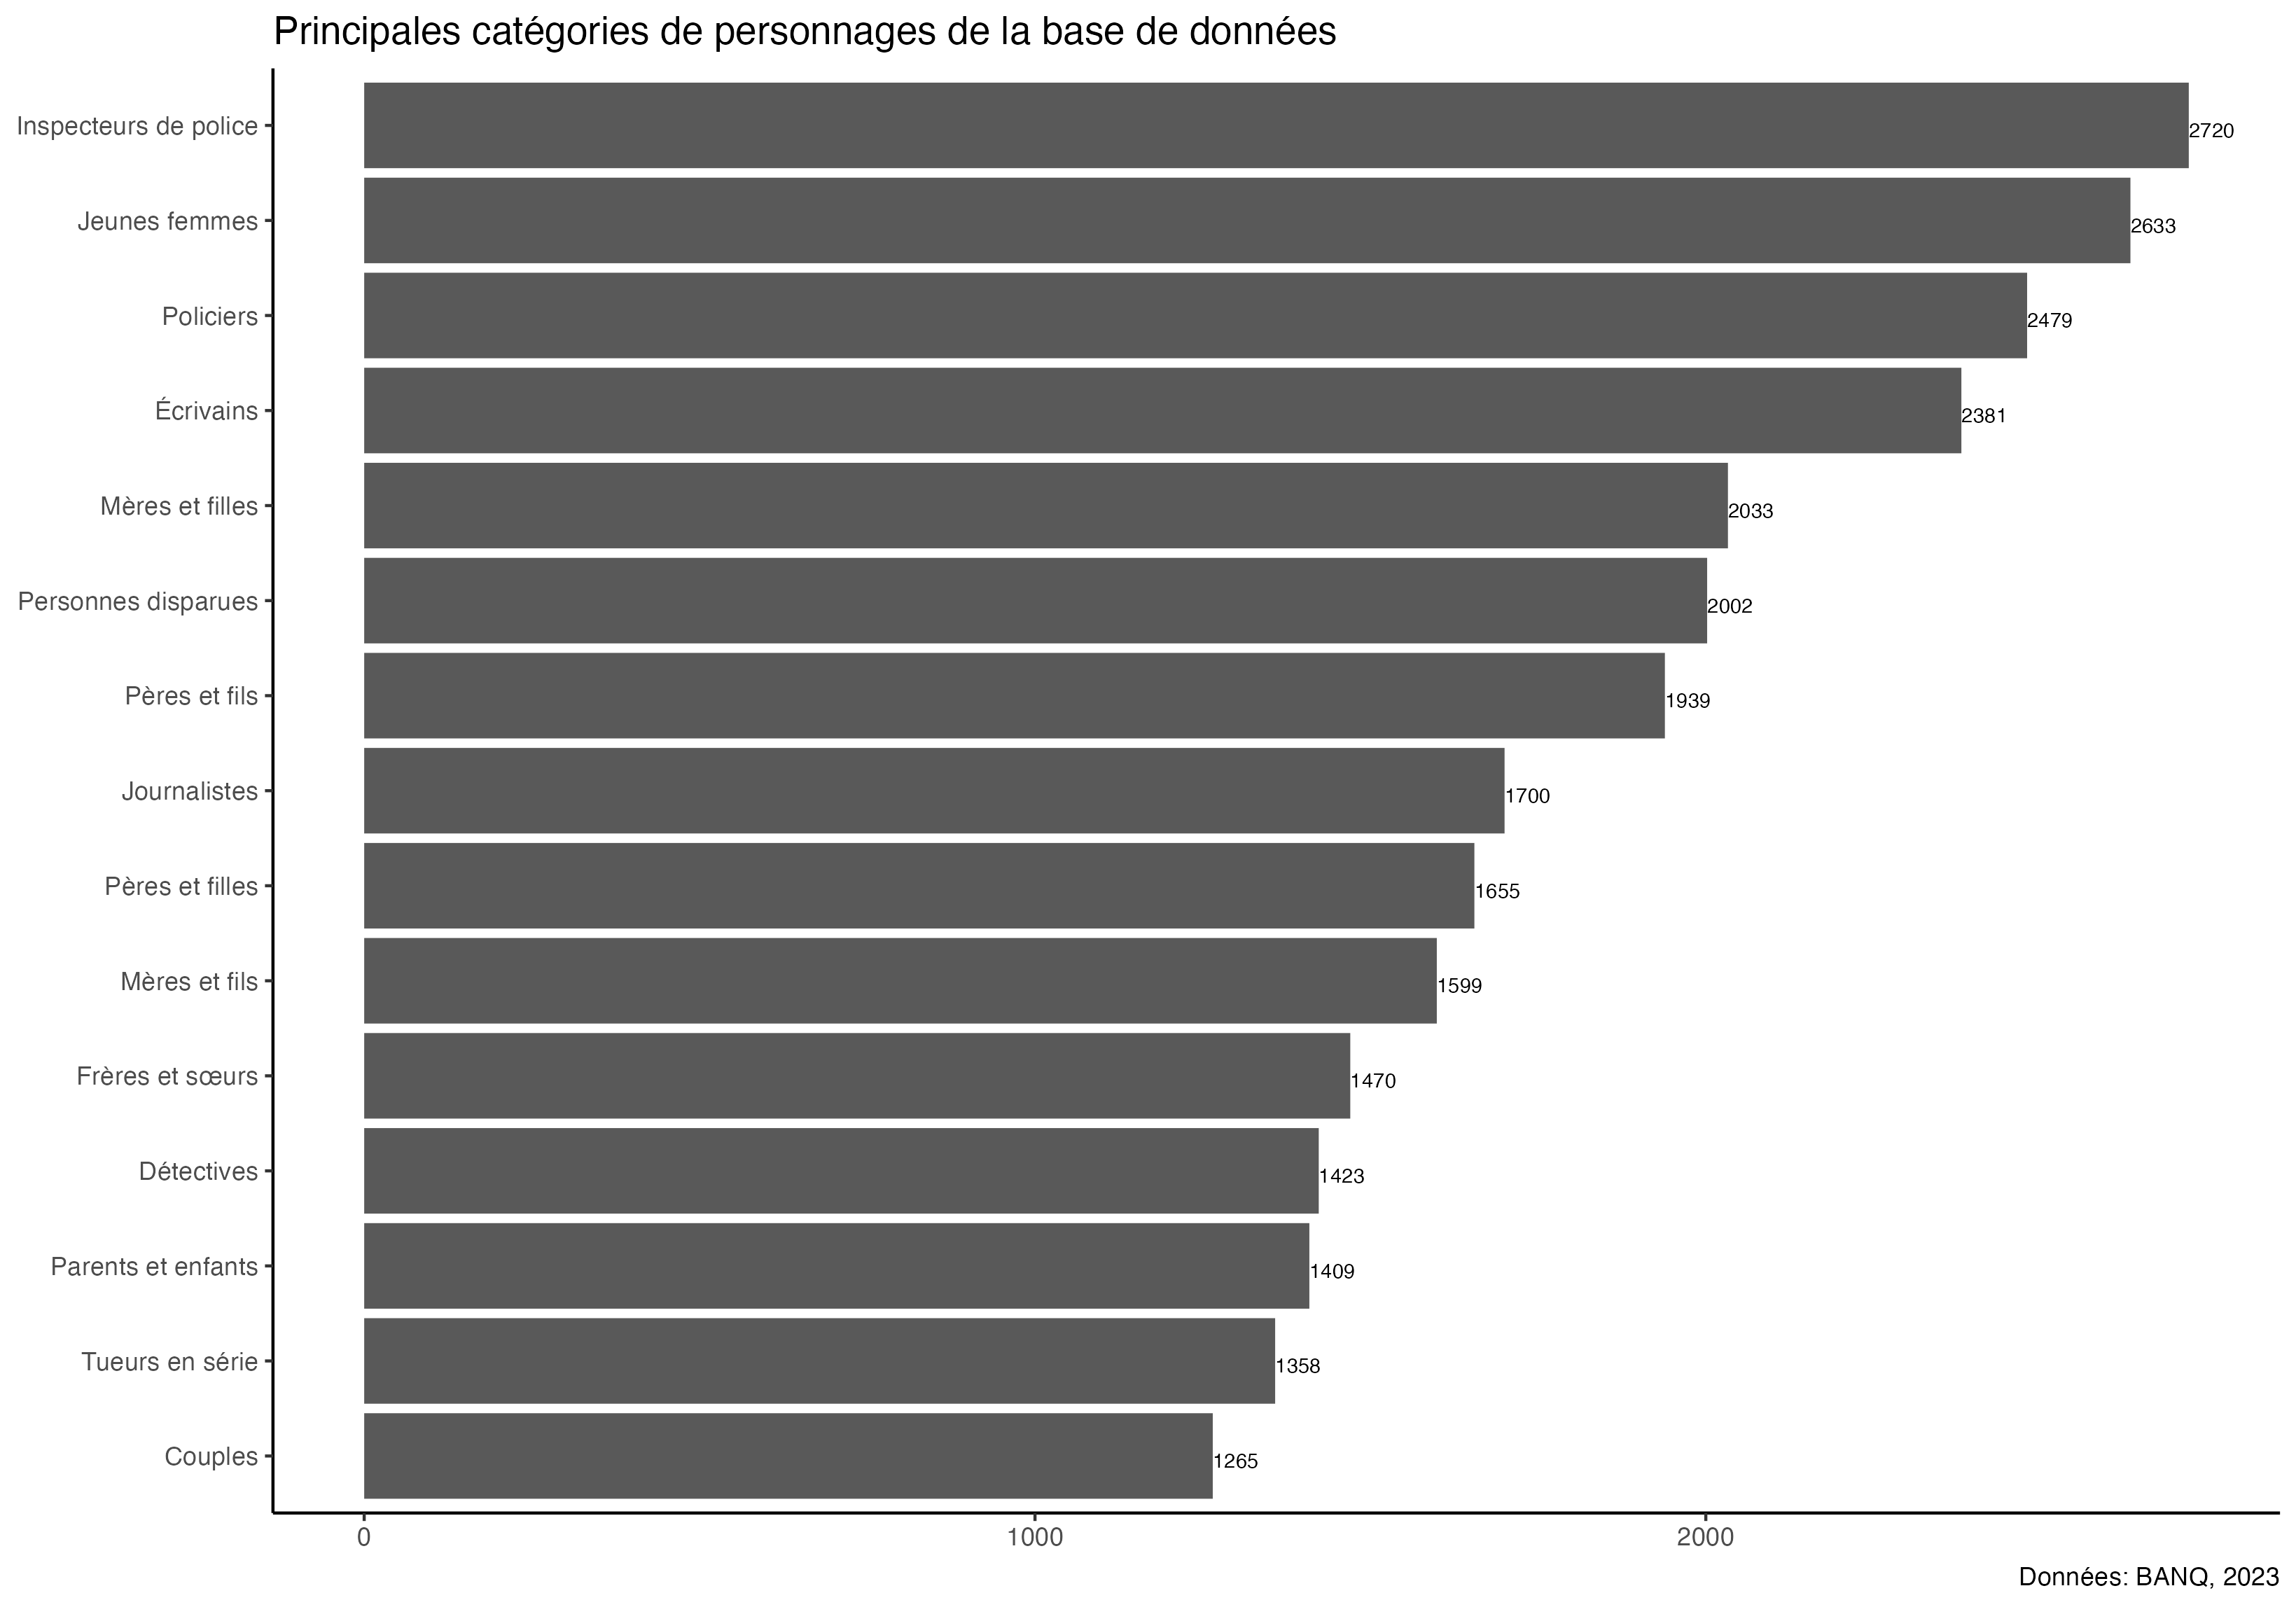 Principales catégories de personnages de la base de données
Inspecteurs de police 2720
Jeunes femmes 2633
Policiers 2479
Écrivains 2381
Mères et filles 2033
Personnes disparues 2002
Pères et fils 1939
Journalistes 1700
Pères et filles 1655
Mères et fils 1599
Frères et sœurs 1470
Détectives 1423
Parents et enfants 1409
Tueurs en série 1358
Couples 1265
0 1000 2000
Données: BANQ, 2023